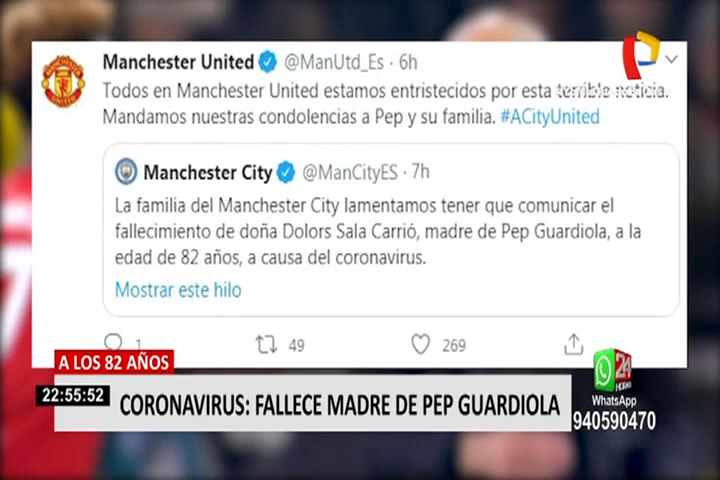 Manchester United @ManUtd_Es · 6h
Todos en Manchester United estamos entristecidos por esta terrible noticia.
Mandamos nuestras condolencias a Pep y su familia. #ACityUnited
Manchester City @ManCityES · 7h
La familia del Manchester City lamentamos tener que comunicar el
fallecimiento de doña Dolors Sala Carrió, madre de Pep Guardiola, a la
edad de 82 años, a causa del coronavirus.
Mostrar este hilo
1 49 269
A LOS 82 AÑOS
22:55:52
CORONAVIRUS: FALLECE MADRE DE PEP GUARDIOLA
24
HORAS
WhatsApp
940590470